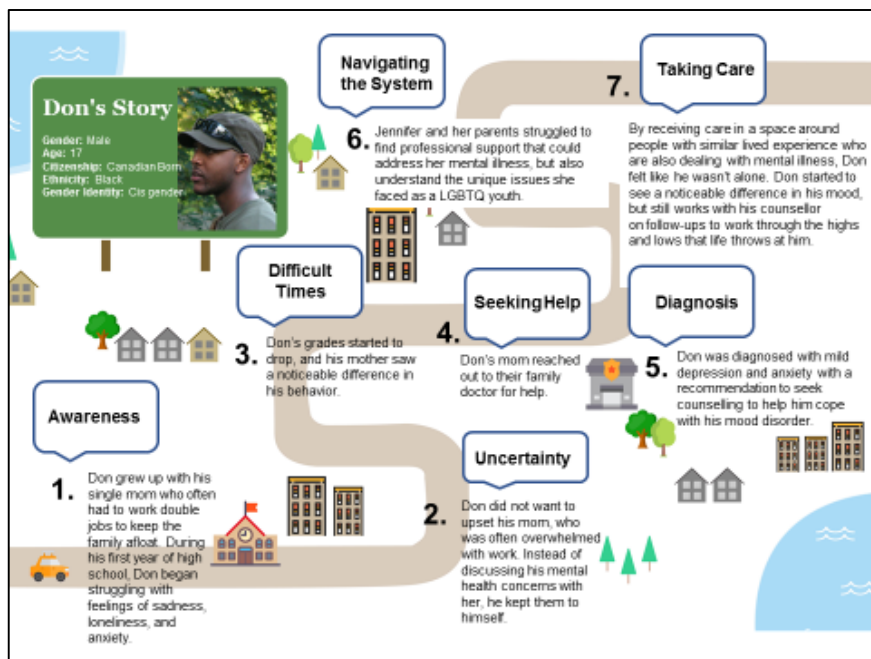 Don's Story
Gender: Male
Age: 17
Citizenship: Canadian Born
Ethnicity: Black
Gender Identity: Cis gender
Awareness
1.
Don grew up with his
single mom who often
had to work double
jobs to keep the
family afloat. During
his first year of high
school, Don began
struggling with
feelings of sadness,
loneliness, and
anxiety.
Uncertainty
2.
Don did not want to
upset his mom, who
was often overwhelmed
with work. Instead of
discussing his mental
health concerns with
her, he kept them to
himself.
Difficult
Times
3.
Don's grades started to
drop, and his mother saw
a noticeable difference in
his behavior.
Seeking Help
4.
Don's mom reached
out to their family
doctor for help.
Diagnosis
5.
Don was diagnosed with mild
depression and anxiety with a
recommendation to seek
counselling to help him cope
with his mood disorder.
Navigating
the System
6.
Jennifer and her parents struggled to
find professional support that could
address her mental illness, but also
understand the unique issues she
faced as a LGBTQ youth.
7.
Taking Care
By receiving care in a space around
people with similar lived experience who
are also dealing with mental illness, Don
felt like he wasn't alone. Don started to
see a noticeable difference in his mood,
but still works with his counsellor
on follow-ups to work through the highs
and lows that life throws at him.